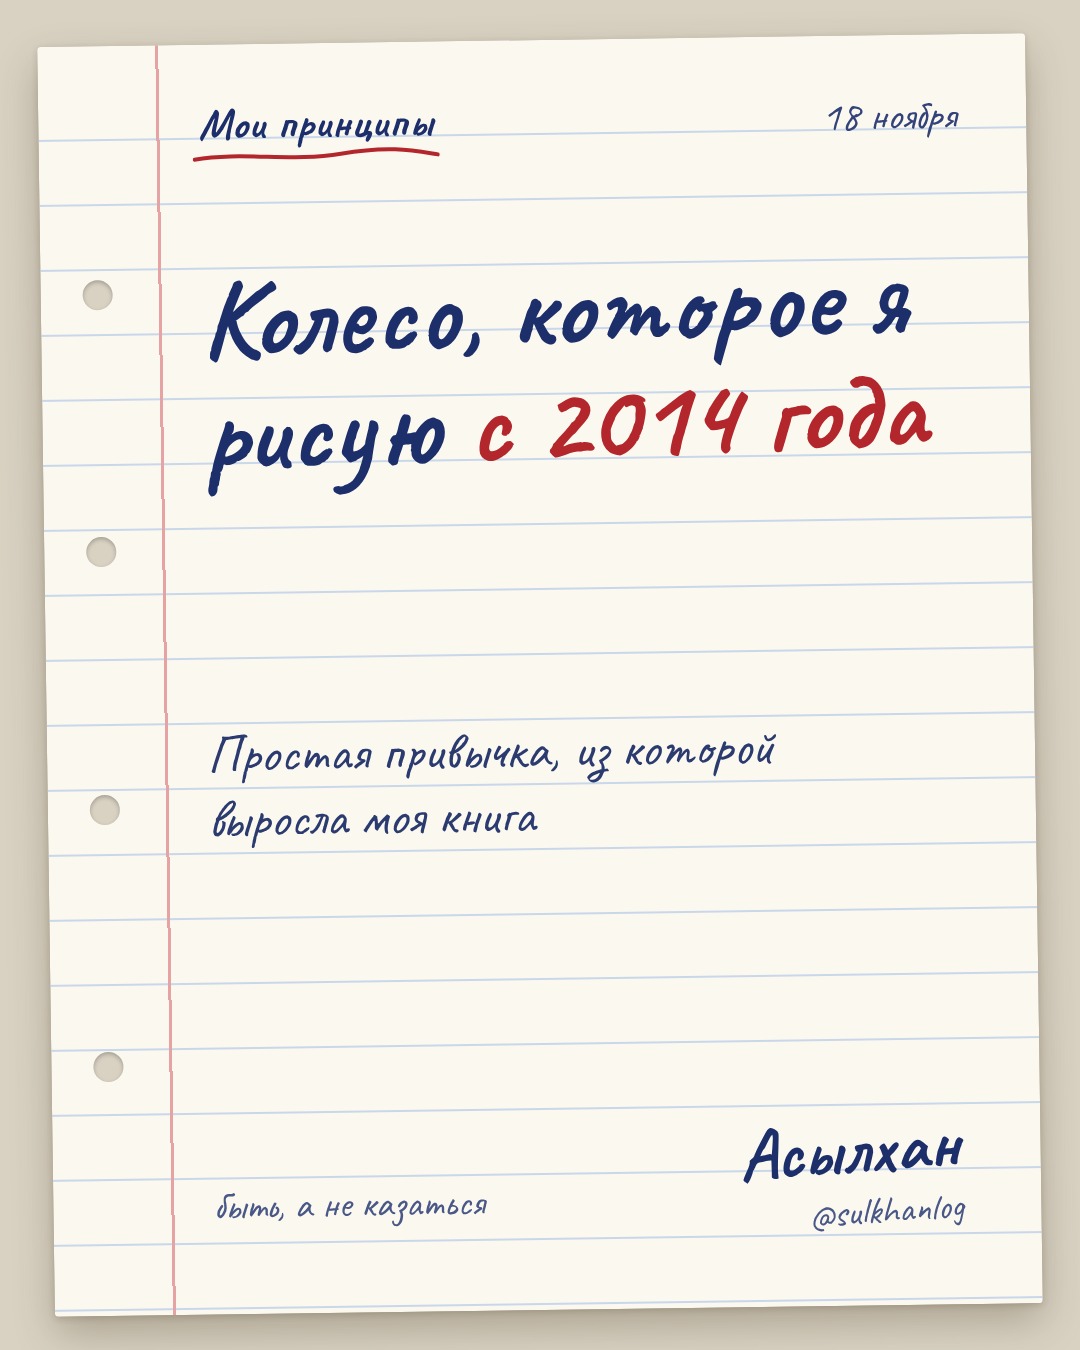 Мои принципы
18 ноября
Колесо, которое я
рисую с 2014 года
Простая привычка, из которой
выросла моя книга
Асылхан
быть, а не казаться
@sulkhanlog